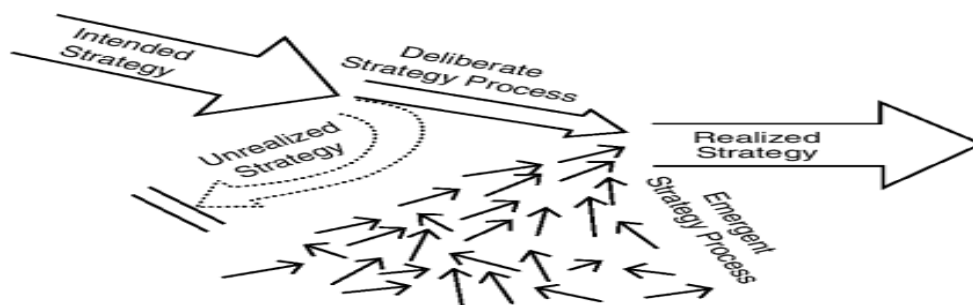 Intended
Strategy
Deliberate
Strategy Process
Unrealized
Strategy
Realized
Strategy
Emergent
Strategy Process